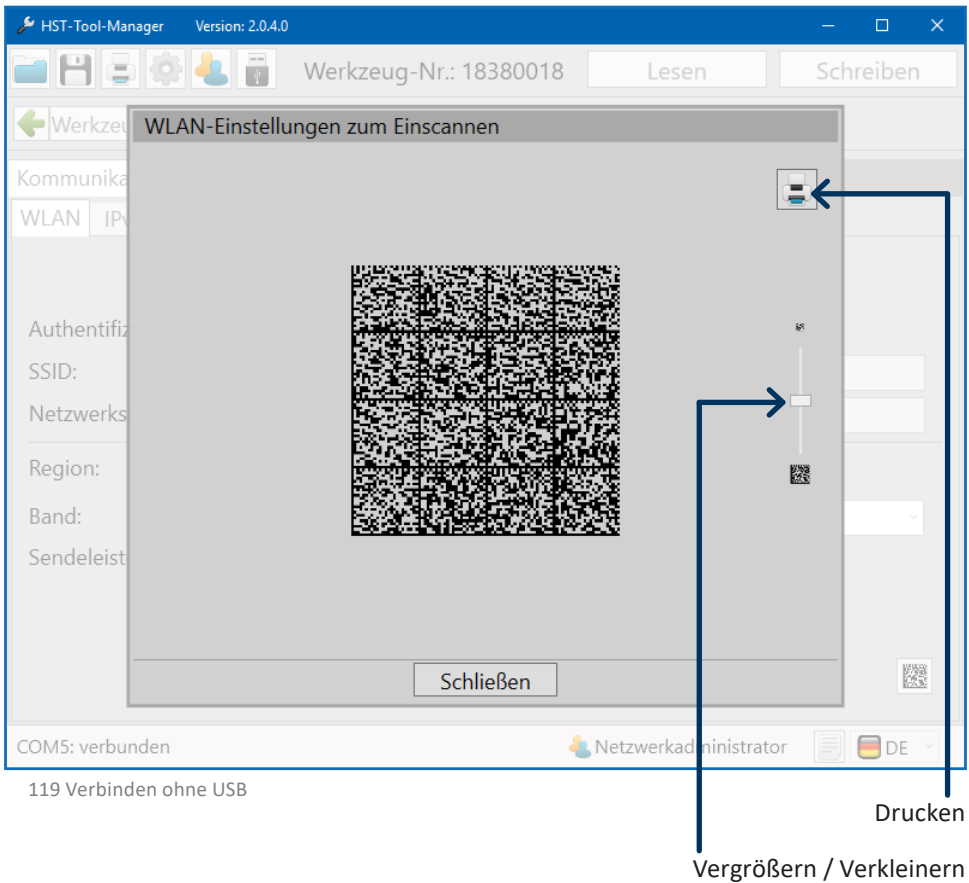 HST-Tool-Manager Version: 2.0.4.0
Werkzeug-Nr.: 18380018 Lesen Schreiben
Werkzeu
WLAN-Einstellungen zum Einscannen
Kommunika
WLAN IPv
Authentifiz
SSID:
Netzwerks
Region:
Band:
Sendeleist
Schließen
COM5: verbunden Netzwerkadministrator DE
119 Verbinden ohne USB
Drucken
Vergrößern / Verkleinern